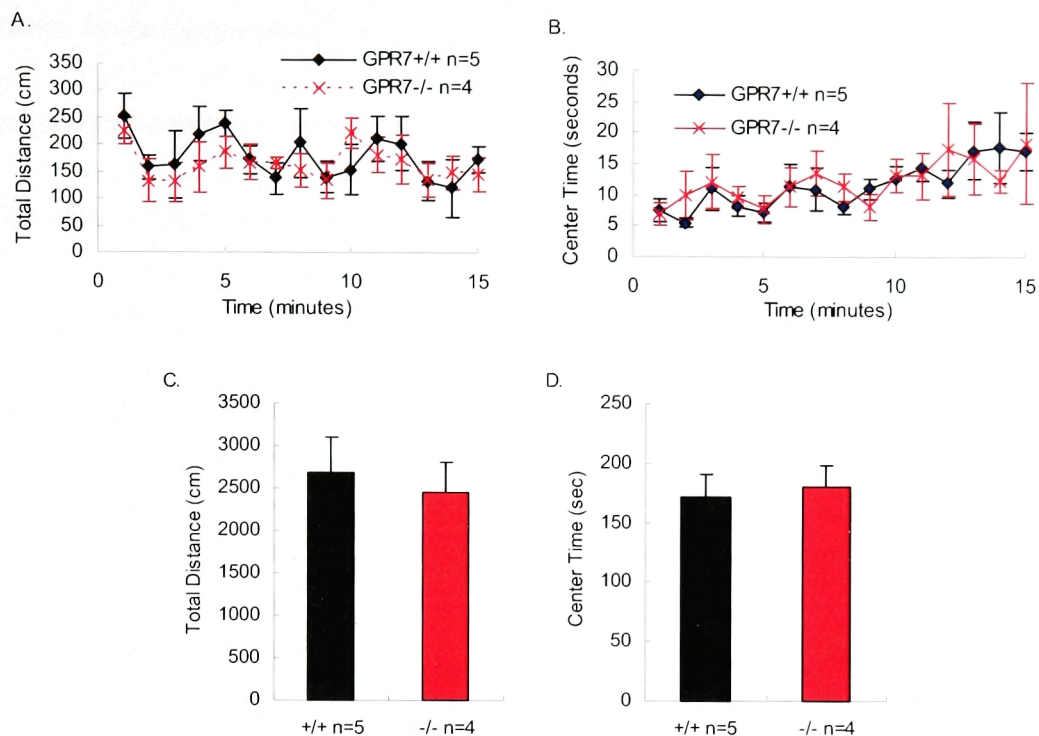 A.
GPR7+/+ n=5
GPR7-/- n=4
Total Distance (cm)
350
300
250
200
150
100
50
0
0
5
10
15
Time (minutes)
B.
GPR7+/+ n=5
GPR7-/- n=4
Center Time (seconds)
30
25
20
15
10
5
0
0
5
10
15
Time (minutes)
C.
Total Distance (cm)
3500
3000
2500
2000
1500
1000
500
0
+/+ n=5
-/- n=4
D.
Center Time (sec)
250
200
150
100
50
0
+/+ n=5
-/- n=4